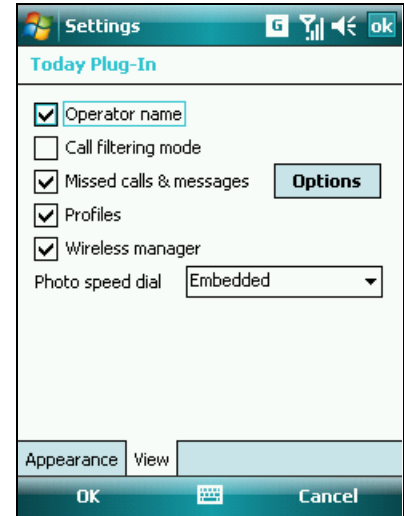 Settings G ok
Today Plug-In
Operator name
Call filtering mode
Missed calls & messages Options
Profiles
Wireless manager
Photo speed dial Embedded
Appearance View
OK Cancel